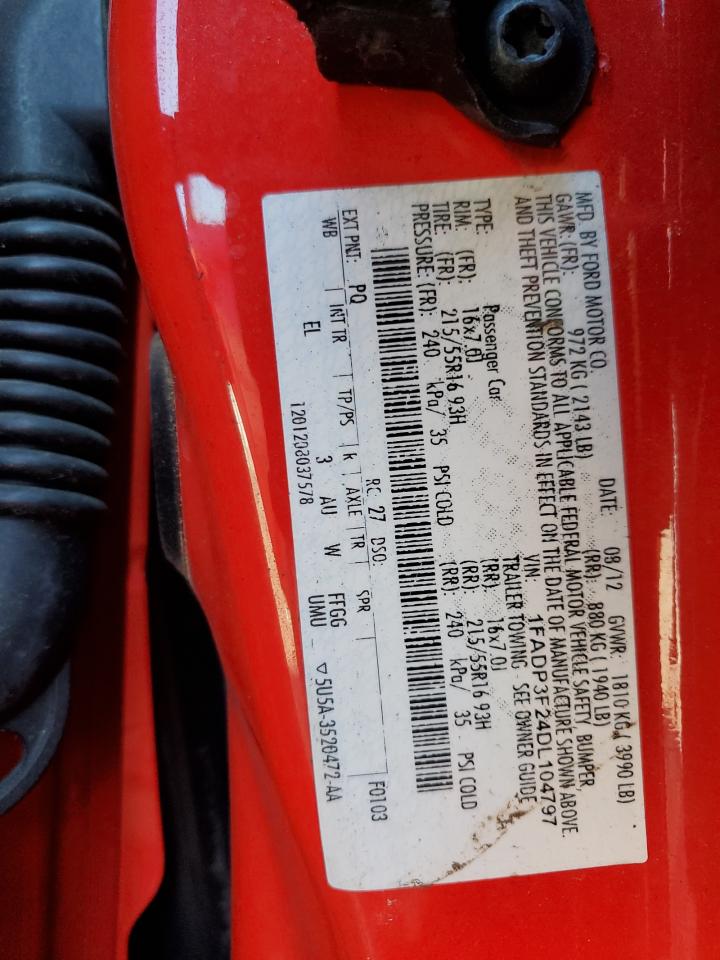 MFD. BY FORD MOTOR CO. DATE: 08/12 GVWR: 1810 KG ( 3990 LB)
GAWR: (FR): 972 KG ( 2143 LB) (RR): 880 KG ( 1940 LB)
THIS VEHICLE CONFORMS TO ALL APPLICABLE FEDERAL MOTOR VEHICLE SAFETY, BUMPER,
AND THEFT PREVENTION STANDARDS IN EFFECT ON THE DATE OF MANUFACTURE SHOWN ABOVE.
VIN: 1FADP3F24DL104797
TYPE: Passenger Car TRAILER TOWING - SEE OWNER GUIDE
RIM: (FR): 16x7.0J (RR): 16x7.0J
TIRE: (FR): 215/55R16 93H (RR): 215/55R16 93H
PRESSURE: (FR): 240 kPa/ 35 PSI COLD (RR): 240 kPa/ 35 PSI COLD
F0103
EXT PNT: PQ RC: 27 DSO:
WB INT TR TP/PS R AXLE TR SPR
EL 3 AU W FFGG
1201208037578 UMU ▽5U5A-3520472-AA